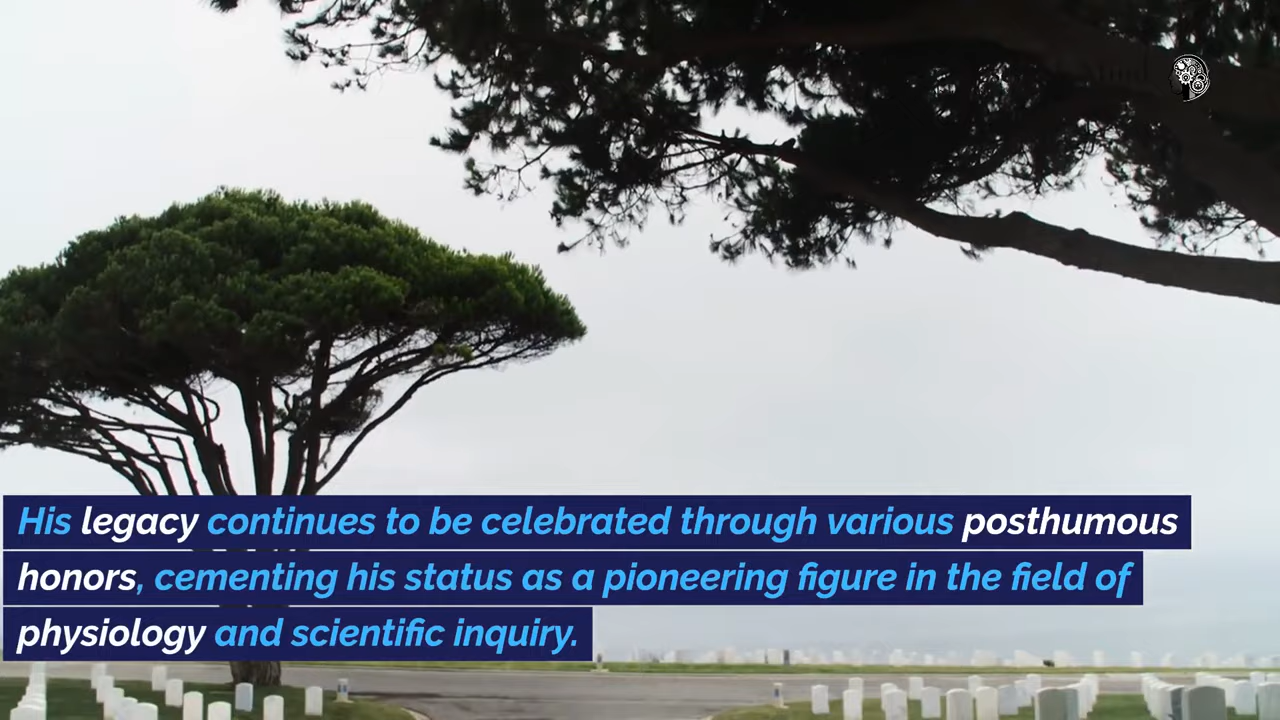 His legacy continues to be celebrated through various posthumous
honors, cementing his status as a pioneering figure in the field of
physiology and scientific inquiry.